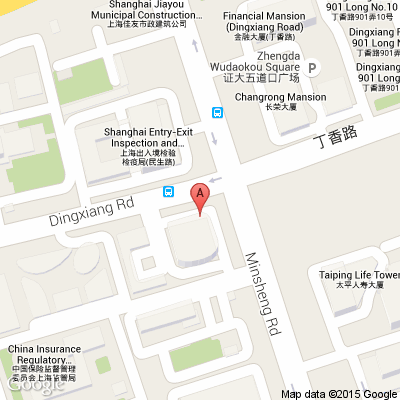 Shanghai Jiayou
Municipal Construction...
上海佳友市政建筑公司
Financial Mansion
(Dingxiang Road)
金融大厦(丁香路)
901 Long No.10
丁香路901弄10号
Dingxiang R
901 Long N
丁香路901弄
Zhengda
Wudaokou Square
证大五道口广场
P
Dingxiang
901 Long No
丁香路901弄1
Changrong Mansion
长荣大厦
Shanghai Entry-Exit
Inspection and...
上海出入境检验
检疫局(民生路)
丁香路
Dingxiang Rd
A
Minsheng Rd
Taiping Life Tower
太平人寿大厦
China Insurance
Regulatory...
中国保险监督管理
委员会上海监管局
Map data ©2015 Google